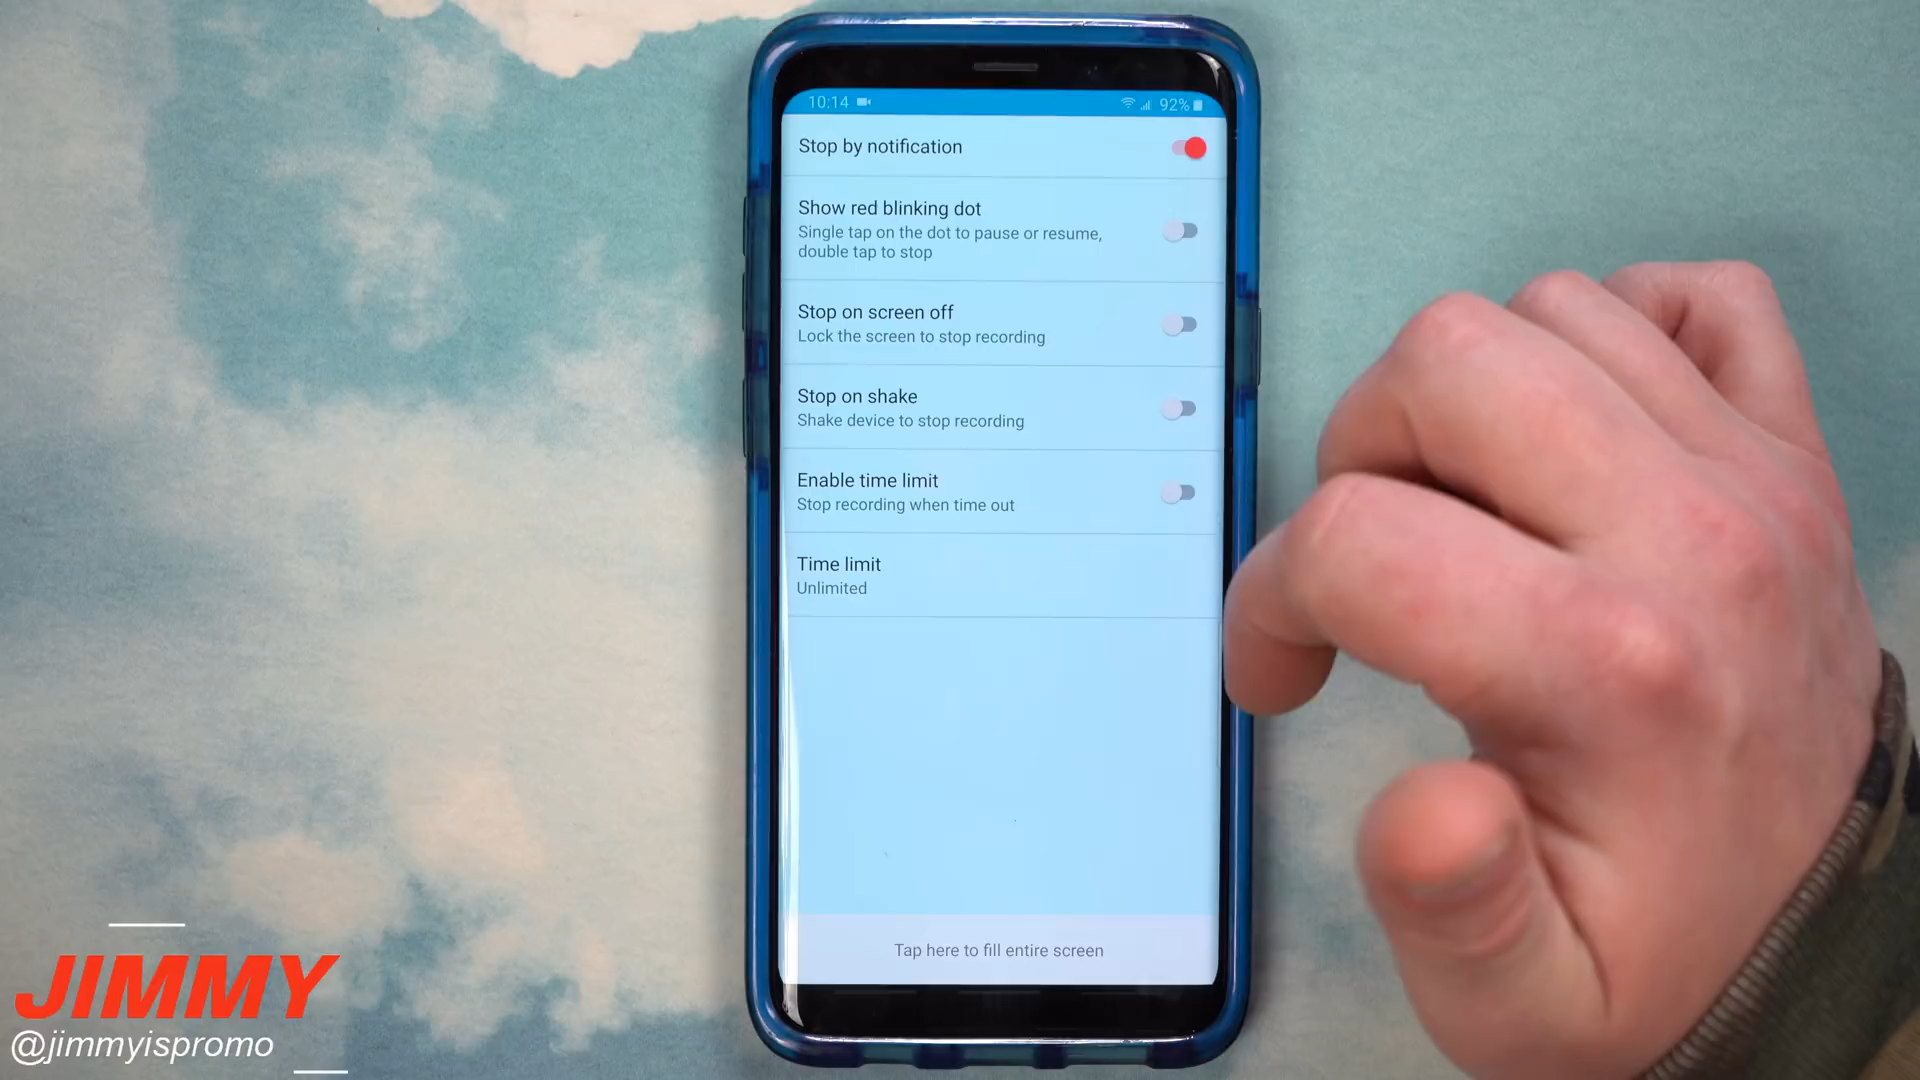 10:14
92%
Stop by notification
Show red blinking dot
Single tap on the dot to pause or resume,
double tap to stop
Stop on screen off
Lock the screen to stop recording
Stop on shake
Shake device to stop recording
Enable time limit
Stop recording when time out
Time limit
Unlimited
Tap here to fill entire screen
JIMMY
@jimmyispromo